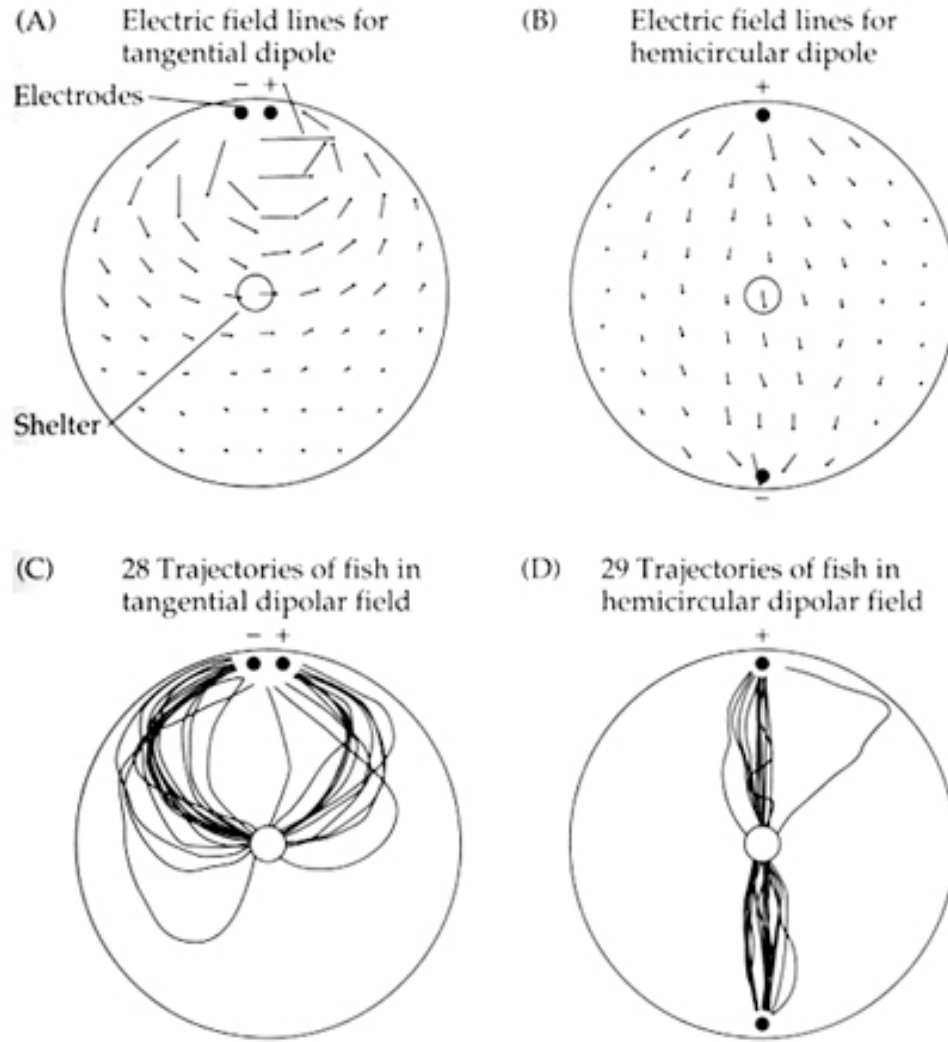 (A) Electric field lines for
tangential dipole
− +
Electrodes
Shelter
(B) Electric field lines for
hemicircular dipole
+
−
(C) 28 Trajectories of fish in
tangential dipolar field
− +
(D) 29 Trajectories of fish in
hemicircular dipolar field
+